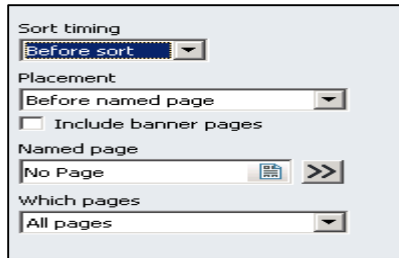 Sort timing
Before sort
Placement
Before named page
Include banner pages
Named page
No Page >>
Which pages
All pages